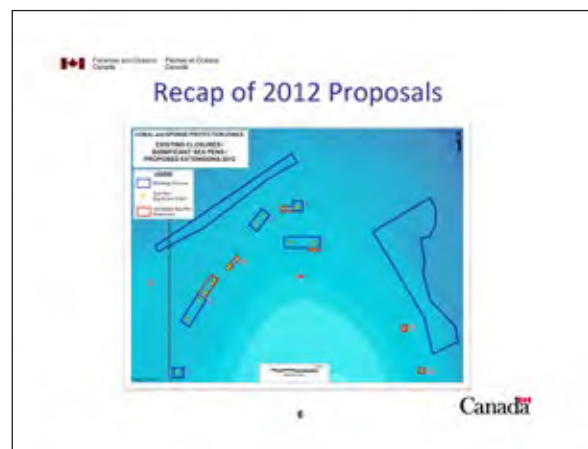 Fisheries and Oceans Pêches et Océans
Canada Canada
Recap of 2012 Proposals
CORAL and SPONGE PROTECTION ZONES
EXISTING CLOSURES /
SIGNIFICANT SEA PENS /
PROPOSED EXTENSIONS 2012
LEGEND
6
Canada